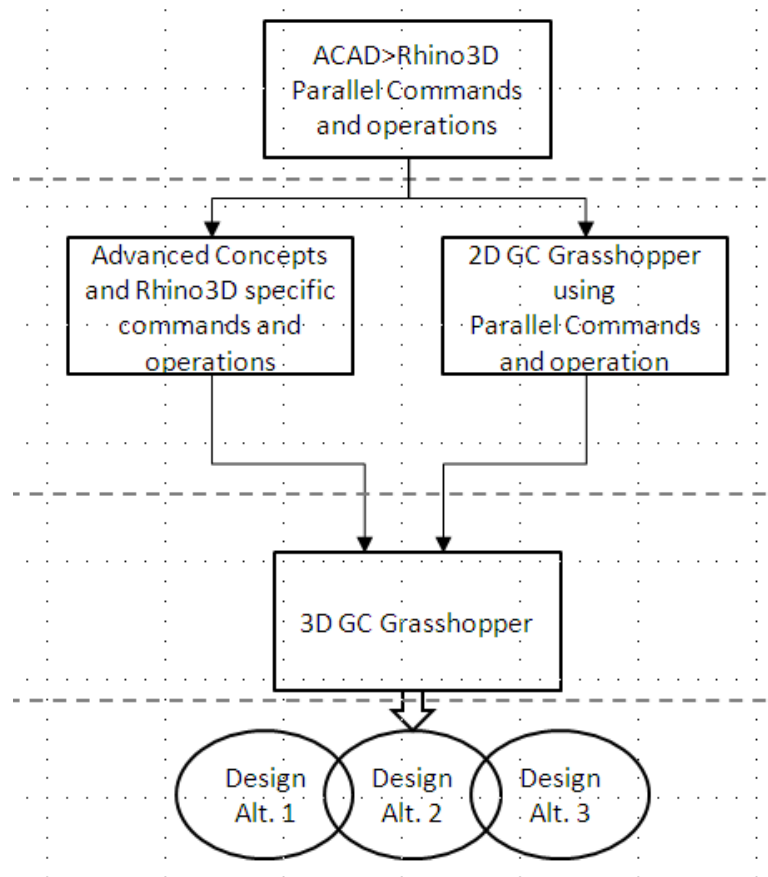 ACAD>Rhino3D
Parallel Commands
and operations
Advanced Concepts
and Rhino3D specific
commands and
operations
2D GC Grasshopper
using
Parallel Commands
and operation
3D GC Grasshopper
Design
Alt. 1
Design
Alt. 2
Design
Alt. 3